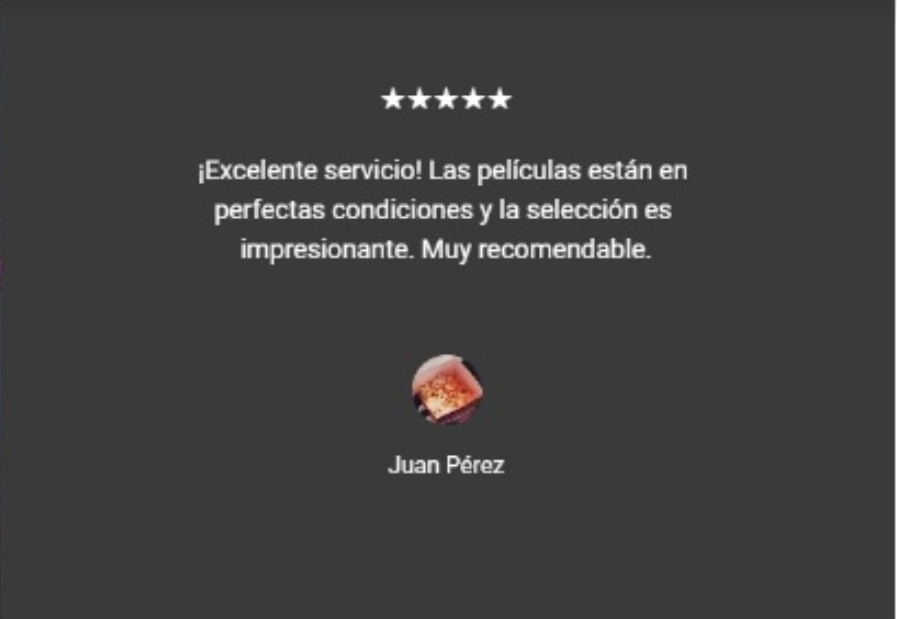 ★★★★★
¡Excelente servicio! Las películas están en
perfectas condiciones y la selección es
impresionante. Muy recomendable.
Juan Pérez